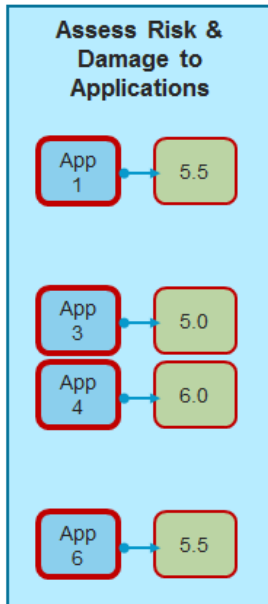 Assess Risk &
Damage to
Applications
App
1
5.5
App
3
5.0
App
4
6.0
App
6
5.5